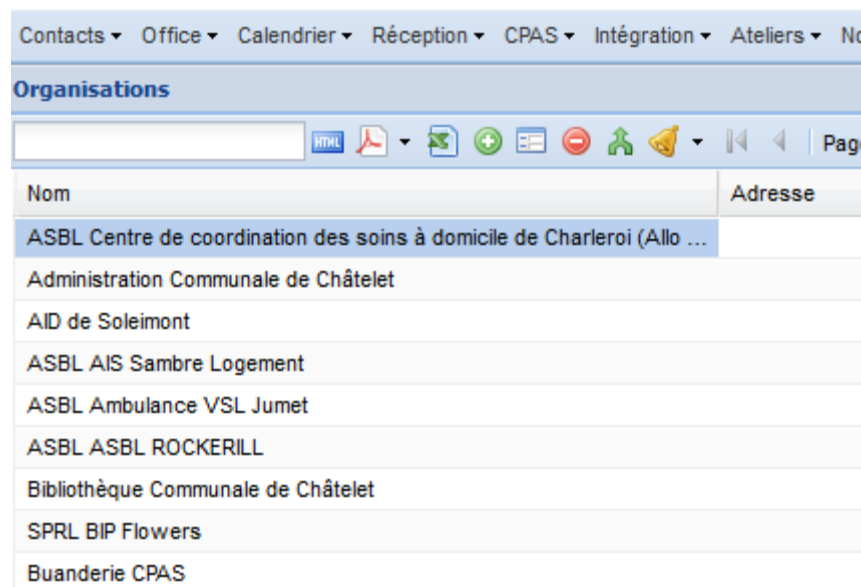 Contacts Office Calendrier Réception CPAS Intégration Ateliers
Organisations
HTML
Nom Adresse
ASBL Centre de coordination des soins à domicile de Charleroi (Allo ...
Administration Communale de Châtelet
AID de Soleimont
ASBL AIS Sambre Logement
ASBL Ambulance VSL Jumet
ASBL ASBL ROCKERILL
Bibliothèque Communale de Châtelet
SPRL BIP Flowers
Buanderie CPAS